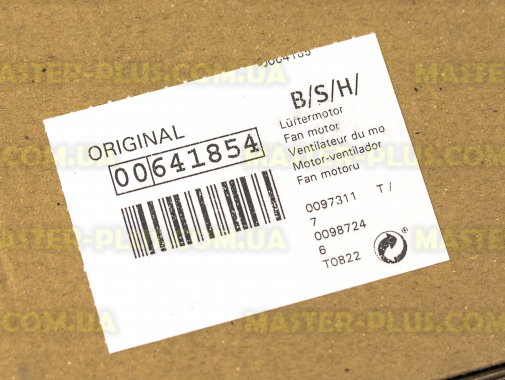 B/S/H/
ORIGINAL
00641854
Lüftermotor
Fan motor
Ventilateur du mo
Motor-ventilador
Fan motoru
0097311 T /
7
0098724
6
T0822
MASTER-PLUS.COM.UA